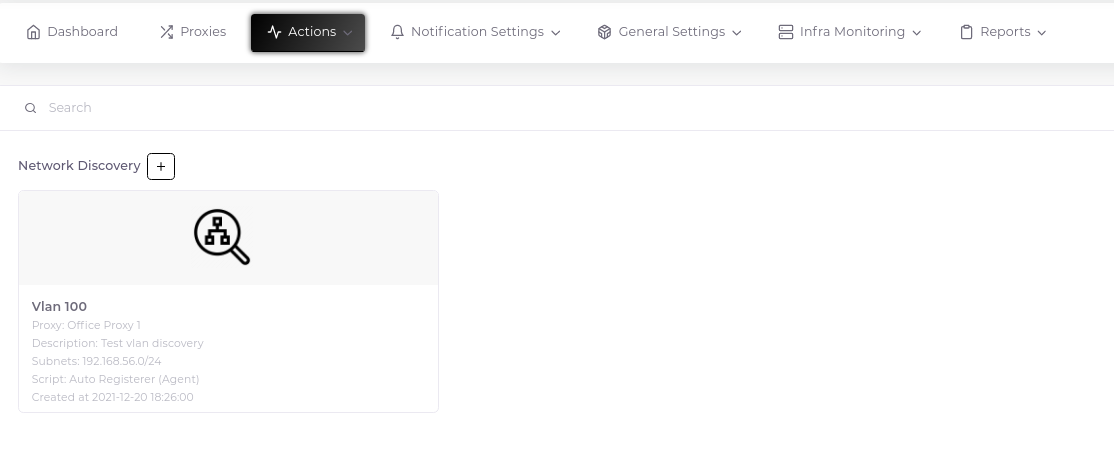 Dashboard
Proxies
Actions
Notification Settings
General Settings
Infra Monitoring
Reports
Search
Network Discovery +
Vlan 100
Proxy: Office Proxy 1
Description: Test vlan discovery
Subnets: 192.168.56.0/24
Script: Auto Registerer (Agent)
Created at 2021-12-20 18:26:00